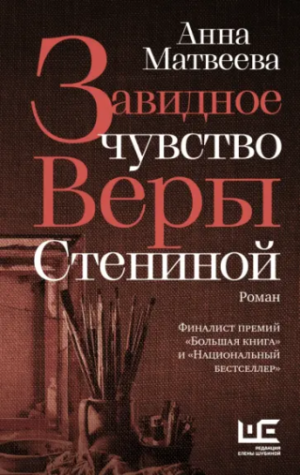 Анна
Матвеева
Завидное
чувство
Веры
Стениной
Роман
Финалист премий
«Большая книга»
и «Национальный
бестселлер»
РЕДАКЦИЯ
ЕЛЕНЫ ШУБИНОЙ